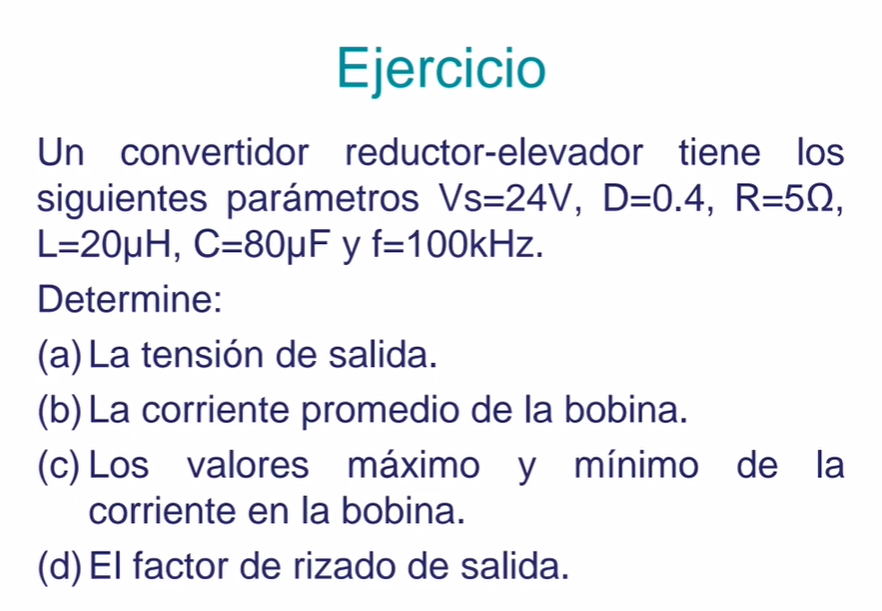 Ejercicio
Un convertidor reductor-elevador tiene los
siguientes parámetros Vs=24V, D=0.4, R=5Ω,
L=20μH, C=80μF y f=100kHz.
Determine:
(a) La tensión de salida.
(b) La corriente promedio de la bobina.
(c) Los valores máximo y mínimo de la
corriente en la bobina.
(d) El factor de rizado de salida.